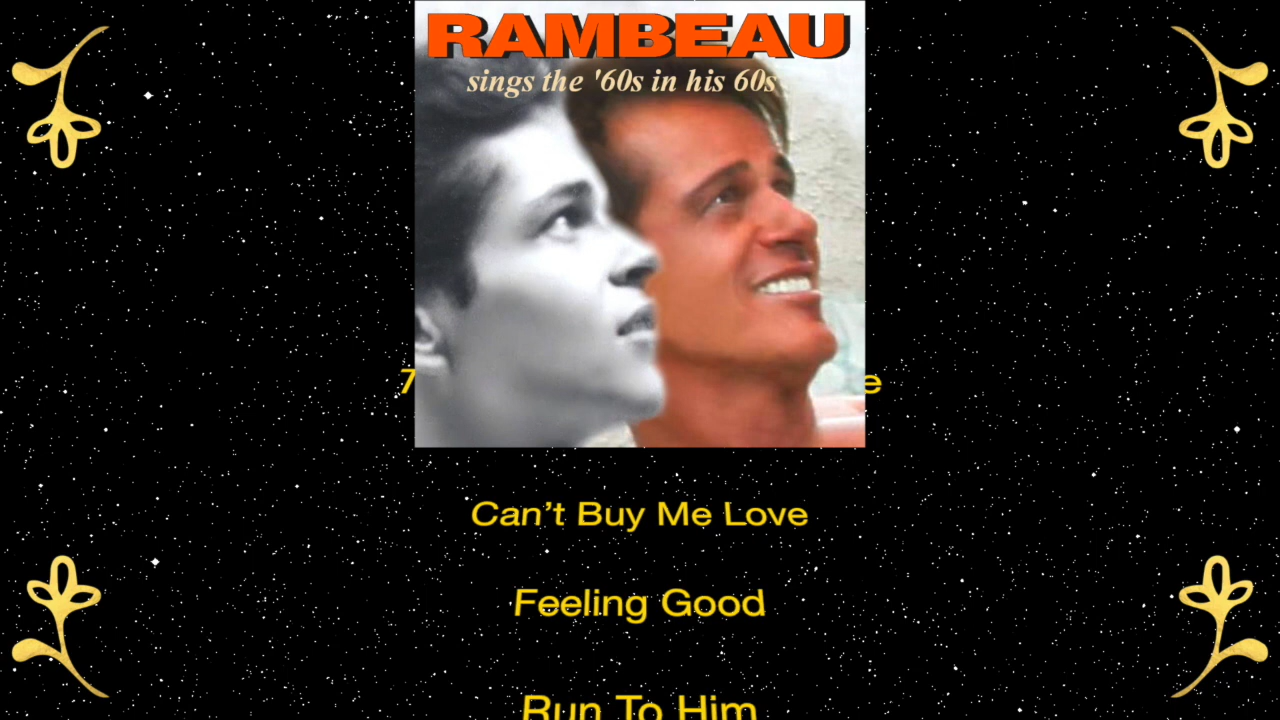 RAMBEAU
sings the '60s in his 60s
Can't Buy Me Love
Feeling Good
Run To Him